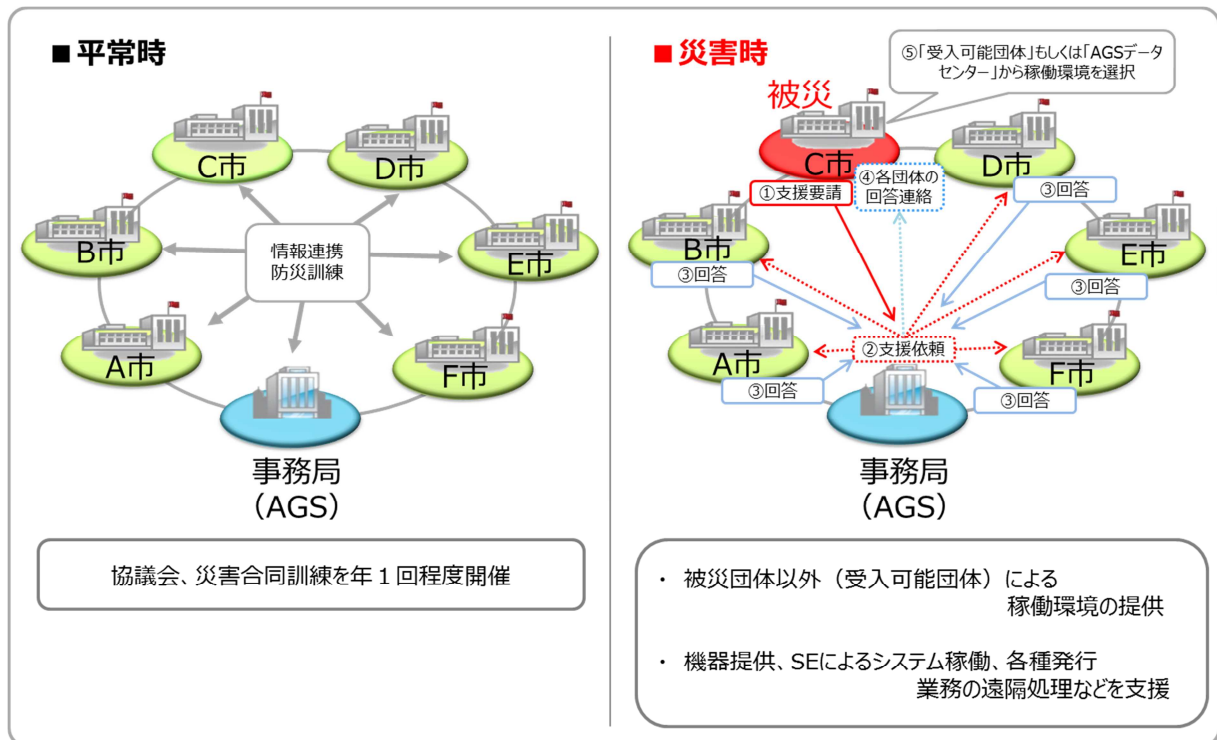 ■平常時
C市
D市
B市
情報連携
防災訓練
E市
A市
F市
事務局
（AGS）
協議会、災害合同訓練を年１回程度開催
■災害時
⑤「受入可能団体」もしくは「AGSデータ
センター」から稼働環境を選択
被災
C市
D市
①支援要請
④各団体の
回答連絡
③回答
B市
E市
③回答
③回答
②支援依頼
A市
F市
③回答
③回答
事務局
（AGS）
・ 被災団体以外（受入可能団体）による
稼働環境の提供
・ 機器提供、SEによるシステム稼働、各種発行
業務の遠隔処理などを支援